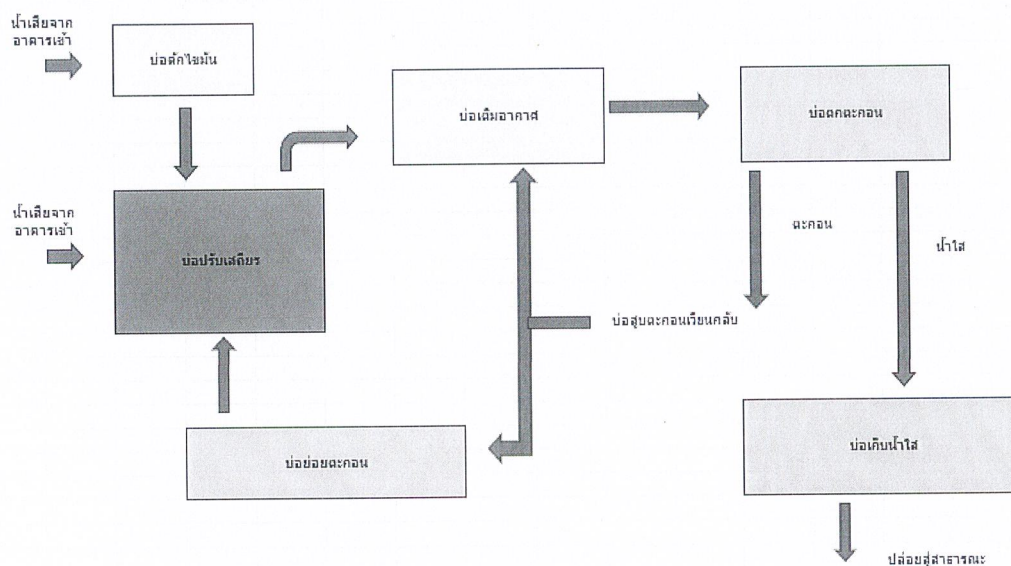 น้ำเสียจาก
อาคารเข้า
บ่อดักไขมัน
บ่อเติมอากาศ
บ่อตกตะกอน
น้ำเสียจาก
อาคารเข้า
บ่อปรับเสถียร
ตะกอน
น้ำใส
บ่อสูบตะกอนเวียนกลับ
บ่อย่อยตะกอน
บ่อเก็บน้ำใส
ปล่อยสู่สาธารณะ